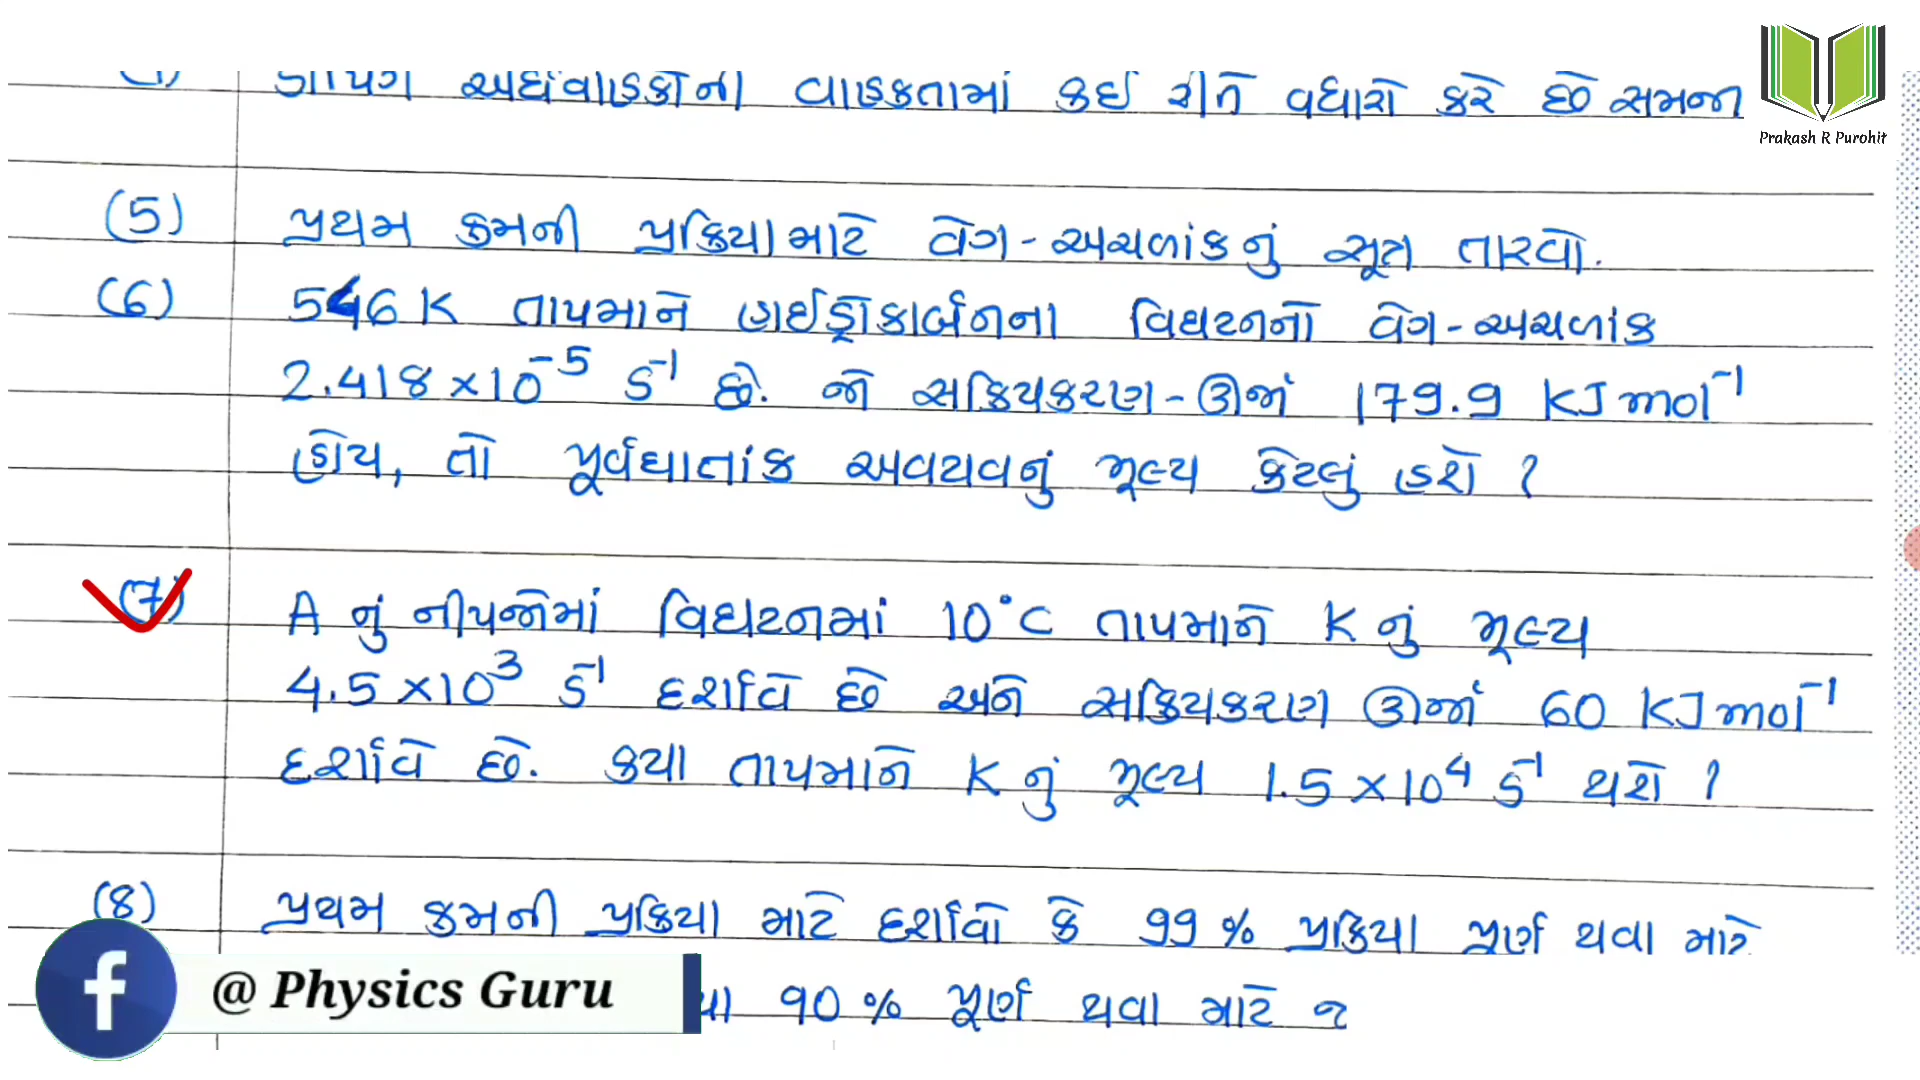 અર્ધવાહકોની વાહકતામાં કઈ રીતે વધારો કરે છે સમજા
Prakash R Purohit
(5) પ્રથમ ક્રમની પ્રક્રિયા માટે વેગ-અચળાંકનું સૂત્ર તારવો.
(6) 546 K તાપમાને હાઈડ્રોકાર્બનના વિઘટનનો વેગ-અચળાંક
2.418 × 10⁻⁵ S⁻¹ છે. જો સક્રિયકરણ-ઊર્જા 179.9 KJ mol⁻¹
હોય, તો પૂર્વઘાતાંક અવયવનું મૂલ્ય કેટલું હશે ?
(7) A નું નીપજોમાં વિઘટનમાં 10°C તાપમાને K નું મૂલ્ય
4.5 × 10³ S⁻¹ દર્શાવે છે અને સક્રિયકરણ ઊર્જા 60 KJ mol⁻¹
દર્શાવે છે. કયા તાપમાને K નું મૂલ્ય 1.5 × 10⁴ S⁻¹ થશે ?
(8) પ્રથમ ક્રમની પ્રક્રિયા માટે દર્શાવો કે 99 % પ્રક્રિયા પૂર્ણ થવા માટે
90 % પૂર્ણ થવા માટે જ
f @ Physics Guru